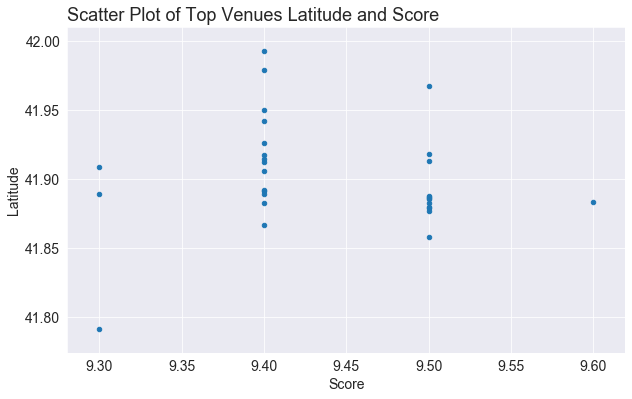 Scatter Plot of Top Venues Latitude and Score
42.00
41.95
41.90
41.85
41.80
Latitude
9.30 9.35 9.40 9.45 9.50 9.55 9.60
Score